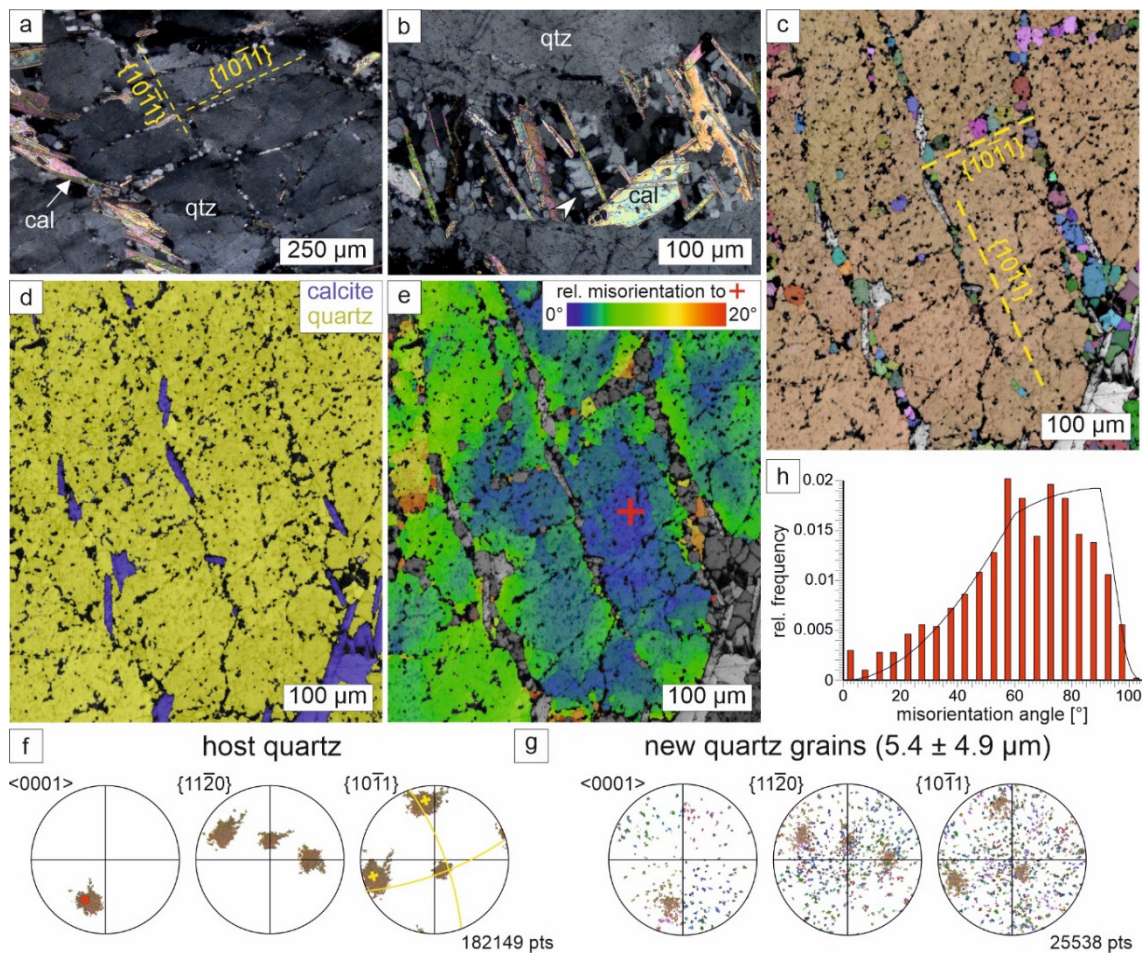 a
{10-11}
{10-11}
cal
qtz
250 µm
b
qtz
cal
100 µm
c
{10-11}
{10-11}
100 µm
d
calcite
quartz
100 µm
e
rel. misorientation to +
0° 20°
100 µm
h
0.02
0.015
0.01
0.005
0
rel. frequency
0 20 40 60 80 100
misorientation angle [°]
f
host quartz
<0001> {11-20} {10-11}
182149 pts
g
new quartz grains (5.4 ± 4.9 µm)
<0001> {11-20} {10-11}
25538 pts